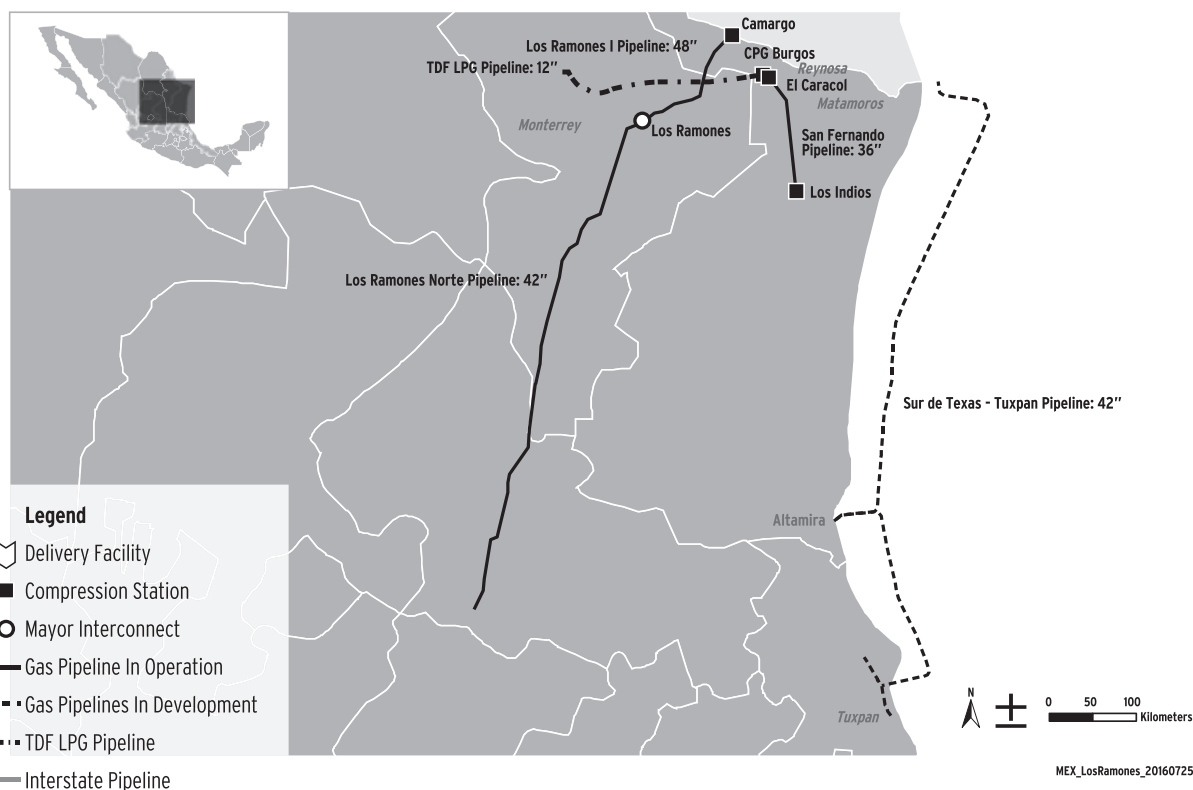 Camargo
Los Ramones I Pipeline: 48"
CPG Burgos
TDF LPG Pipeline: 12"
Reynosa
El Caracol
Matamoros
Monterrey
Los Ramones
San Fernando
Pipeline: 36"
Los Indios
Los Ramones Norte Pipeline: 42"
Sur de Texas - Tuxpan Pipeline: 42"
Altamira
Tuxpan
Legend
Delivery Facility
Compression Station
Mayor Interconnect
Gas Pipeline In Operation
Gas Pipelines In Development
TDF LPG Pipeline
Interstate Pipeline
N
0 50 100
Kilometers
MEX_LosRamones_20160725